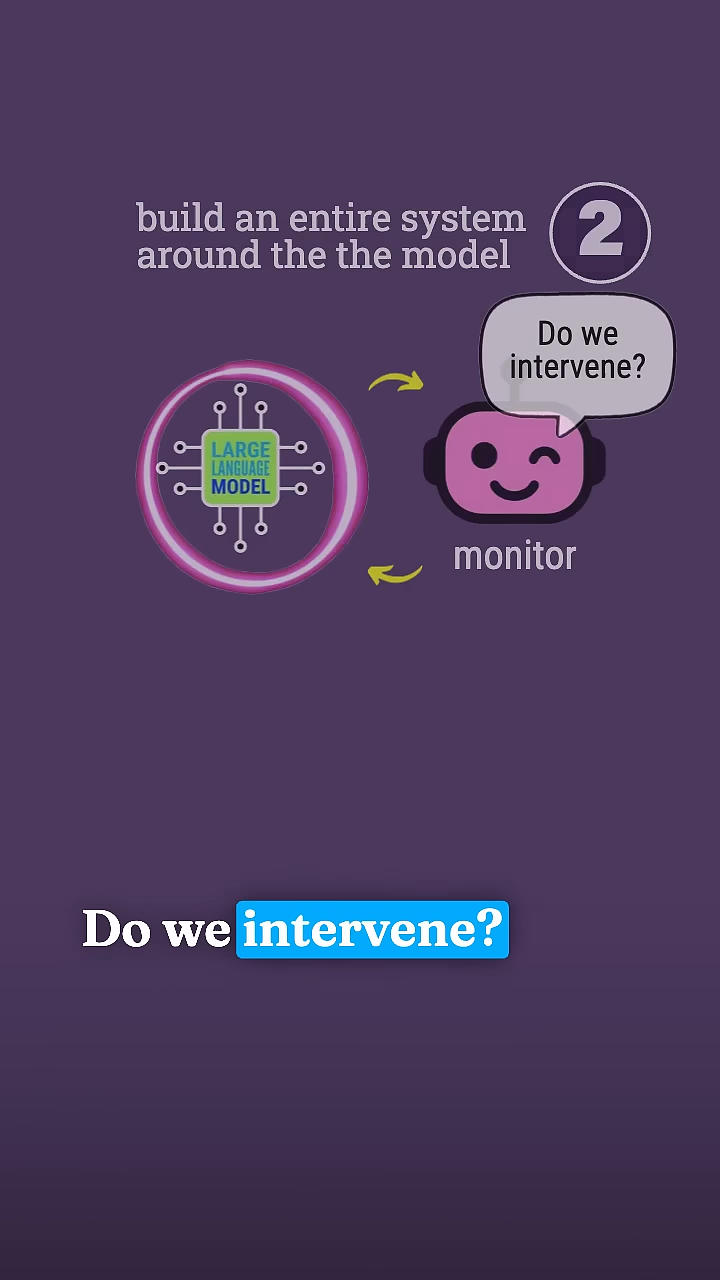 build an entire system
around the the model
2
Do we
intervene?
LARGE
LANGUAGE
MODEL
monitor
Do we intervene?